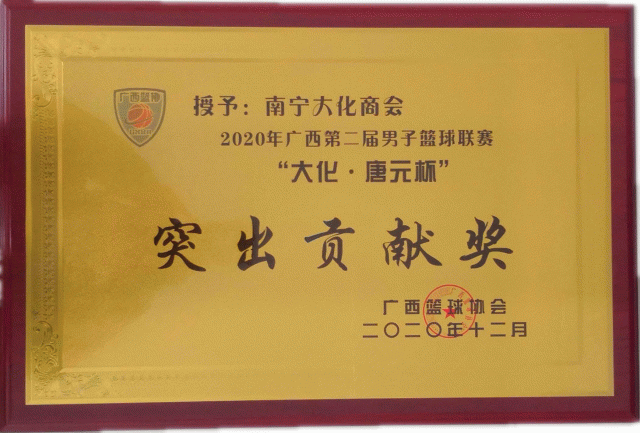 广西篮协
授予：南宁大化商会
2020年广西第二届男子篮球联赛
“大化·唐元杯”
突出贡献奖
广西篮球协会
二〇二〇年十二月